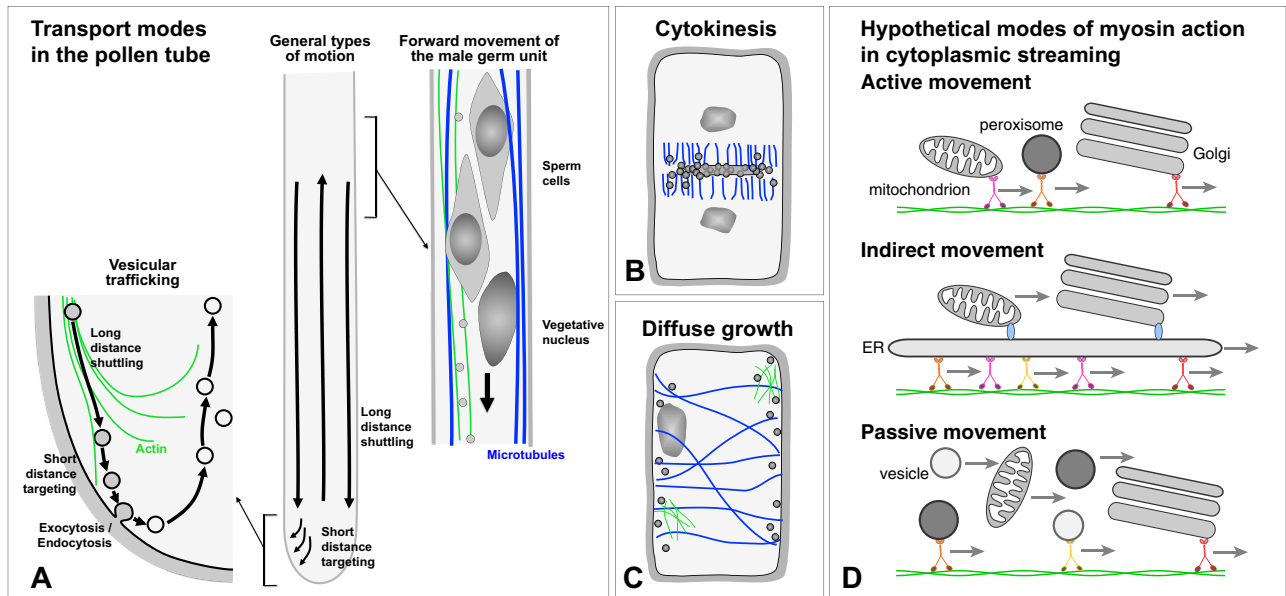 Transport modes
in the pollen tube
General types
of motion
Forward movement of
the male germ unit
Sperm
cells
Vegetative
nucleus
Microtubules
Vesicular
trafficking
Long
distance
shuttling
Actin
Short
distance
targeting
Exocytosis /
Endocytosis
Long
distance
shuttling
Short
distance
targeting
A
Cytokinesis
B
Diffuse growth
C
Hypothetical modes of myosin action
in cytoplasmic streaming
Active movement
peroxisome
Golgi
mitochondrion
Indirect movement
ER
Passive movement
vesicle
D